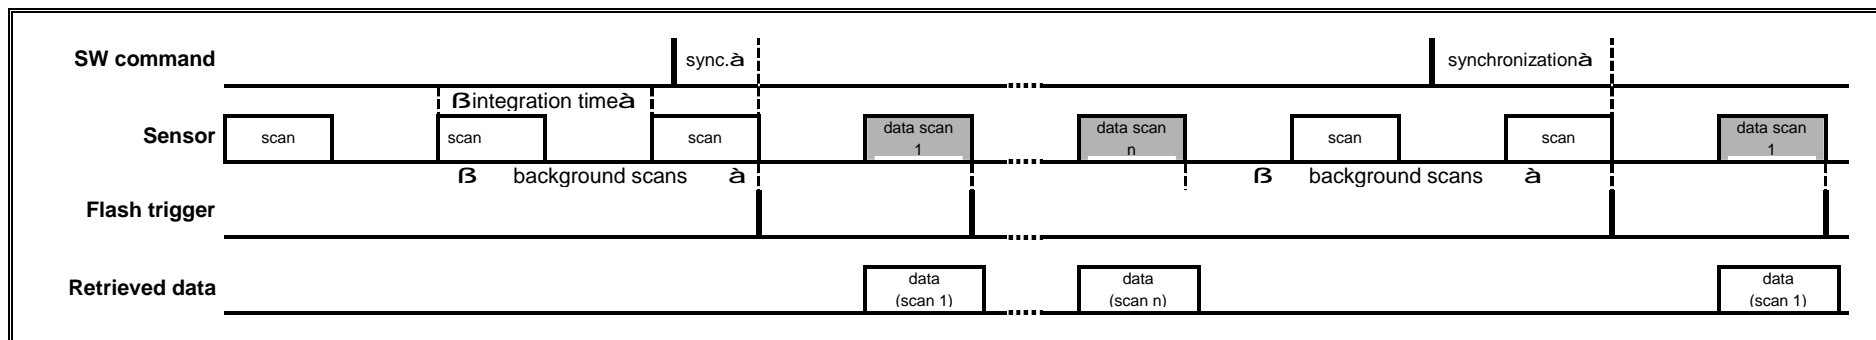 SW command
sync.à
synchronizationà
ßintegration timeà
Sensor
scan
scan
scan
data scan
1
data scan
n
scan
scan
data scan
1
ß background scans à
ß background scans à
Flash trigger
Retrieved data
data
(scan 1)
data
(scan n)
data
(scan 1)